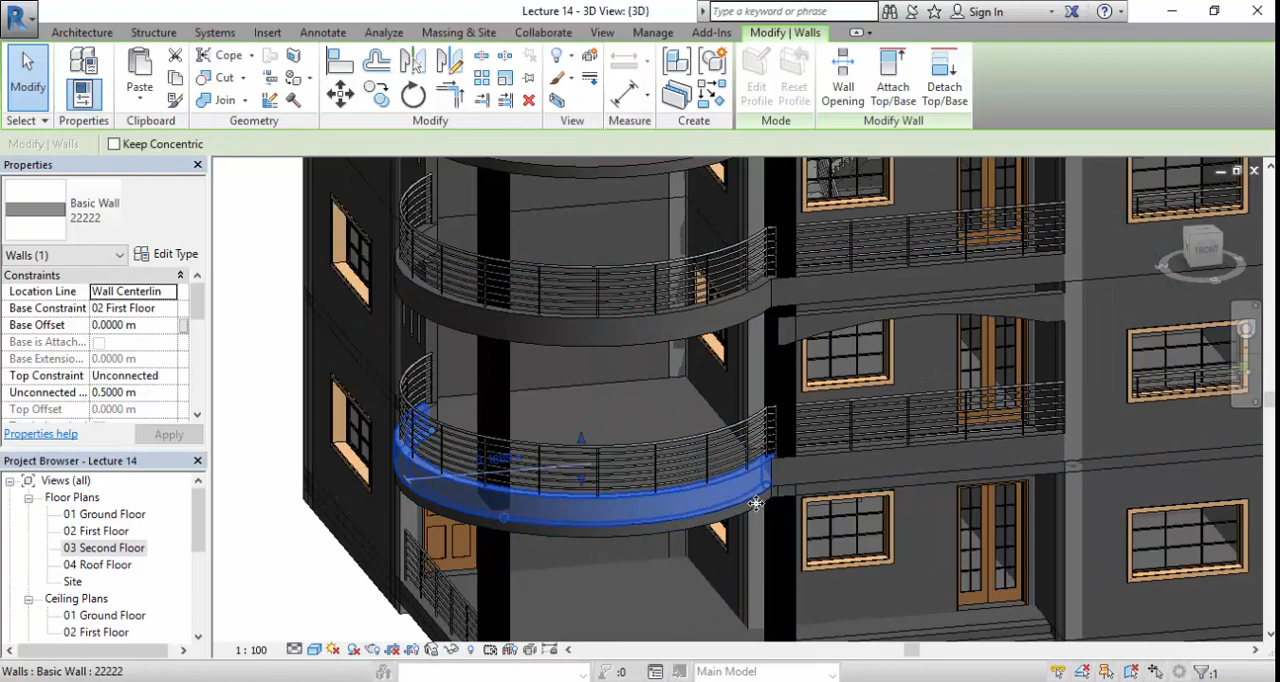 Lecture 14 - 3D View: {3D}
Type a keyword or phrase
Sign In
Architecture
Structure
Systems
Insert
Annotate
Analyze
Massing & Site
Collaborate
View
Manage
Add-Ins
Modify | Walls
Modify
Select
Properties
Paste
Clipboard
Cope
Cut
Join
Geometry
Modify
View
Measure
Create
Edit
Profile
Reset
Profile
Mode
Wall
Opening
Attach
Top/Base
Detach
Top/Base
Modify Wall
Modify | Walls
Keep Concentric
Properties
Basic Wall
22222
Walls (1)
Edit Type
Constraints
Location Line Wall Centerlin
Base Constraint 02 First Floor
Base Offset 0.0000 m
Base is Attach...
Base Extensio...
Top Constraint Unconnected
Unconnected ... 0.5000 m
Top Offset 0.0000 m
Properties help
Apply
Project Browser - Lecture 14
Views (all)
Floor Plans
01 Ground Floor
02 First Floor
03 Second Floor
04 Roof Floor
Site
Ceiling Plans
01 Ground Floor
02 First Floor
FRONT
1 : 100
Walls : Basic Wall : 22222
:0
Main Model
:1